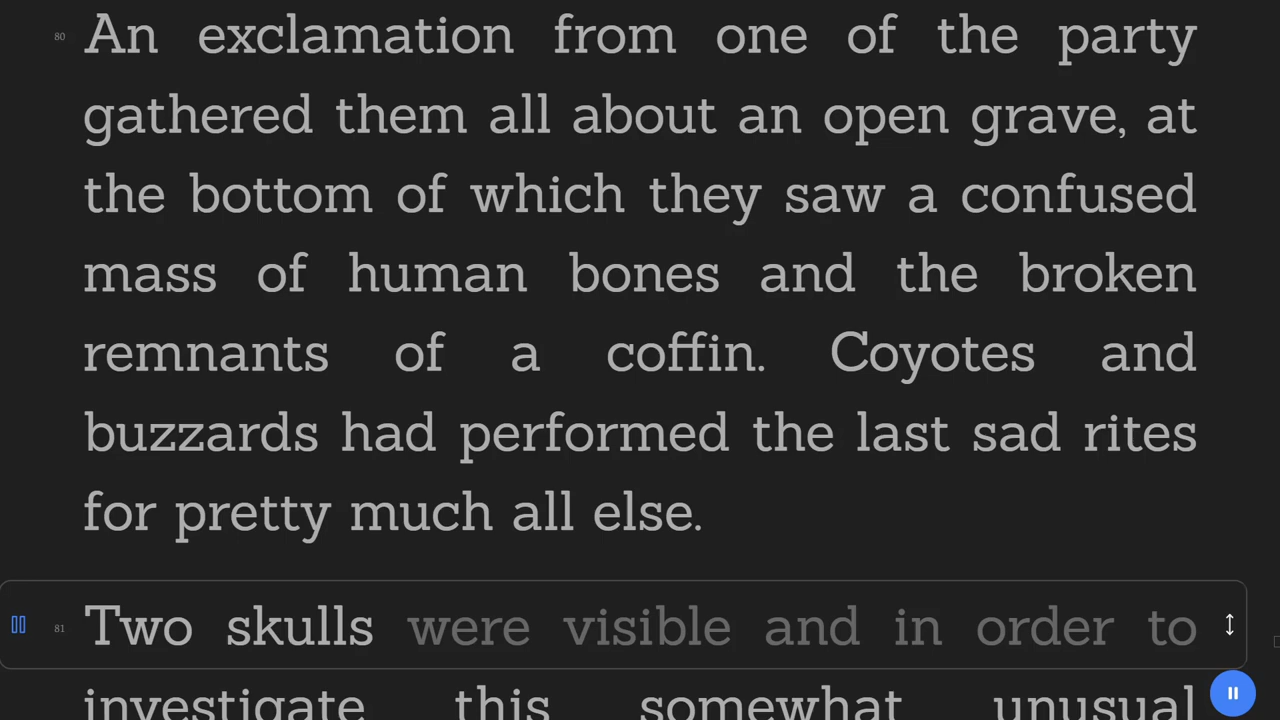 80 An exclamation from one of the party
gathered them all about an open grave, at
the bottom of which they saw a confused
mass of human bones and the broken
remnants of a coffin. Coyotes and
buzzards had performed the last sad rites
for pretty much all else.
81 Two skulls were visible and in order to
investigate this somewhat unusual